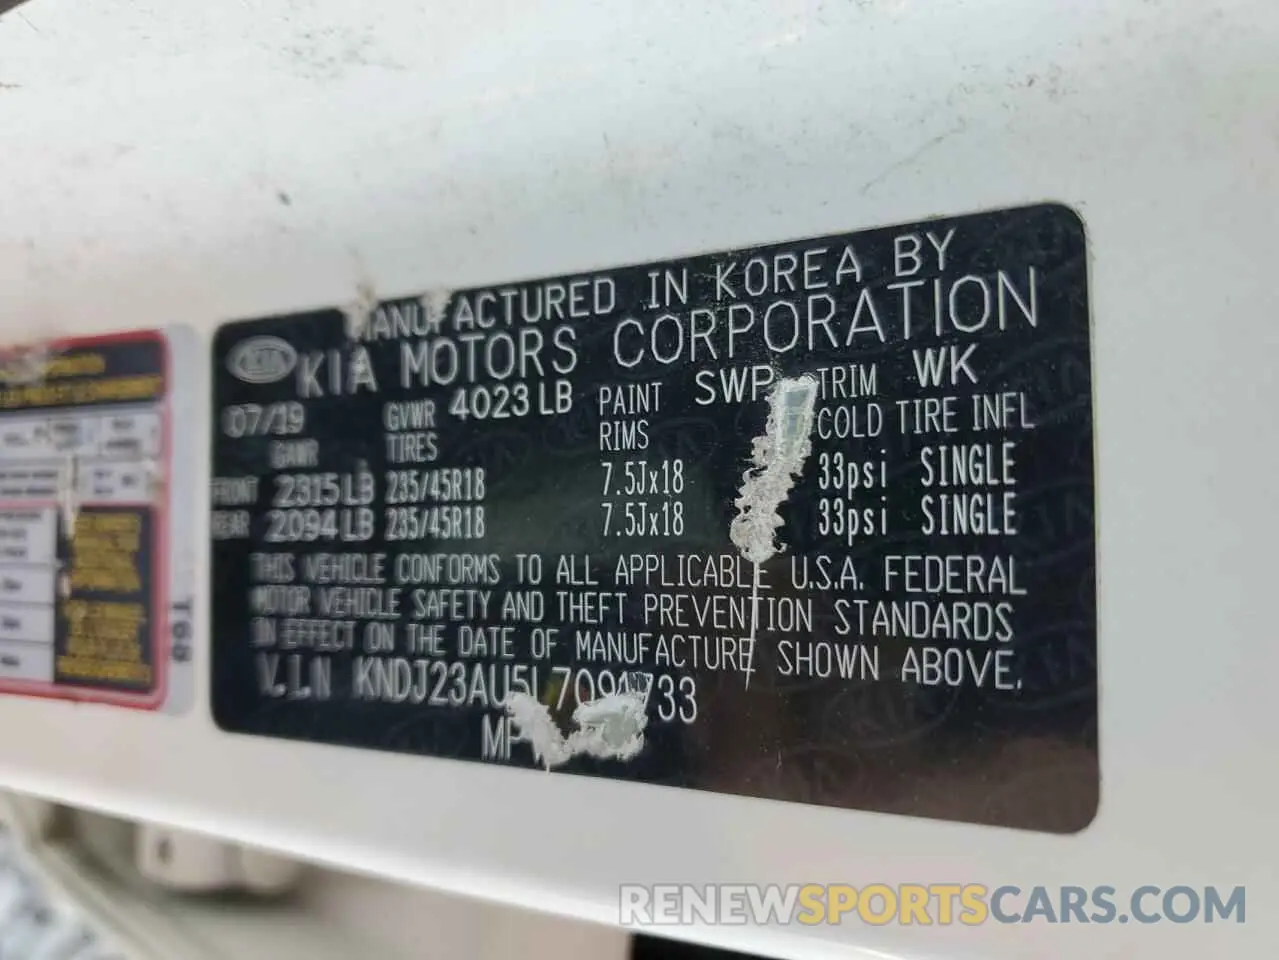 MANUFACTURED IN KOREA BY
KIA KIA MOTORS CORPORATION
07/19 GVWR 4023 LB PAINT SWP TRIM WK
GAWR TIRES RIMS COLD TIRE INFL
FRONT 2315 LB 235/45R18 7.5Jx18 33psi SINGLE
REAR 2094 LB 235/45R18 7.5Jx18 33psi SINGLE
THIS VEHICLE CONFORMS TO ALL APPLICABLE U.S.A. FEDERAL
MOTOR VEHICLE SAFETY AND THEFT PREVENTION STANDARDS
IN EFFECT ON THE DATE OF MANUFACTURE SHOWN ABOVE.
V.I.N KNDJ23AU5L7091733
T68
RENEWSPORTSCARS.COM